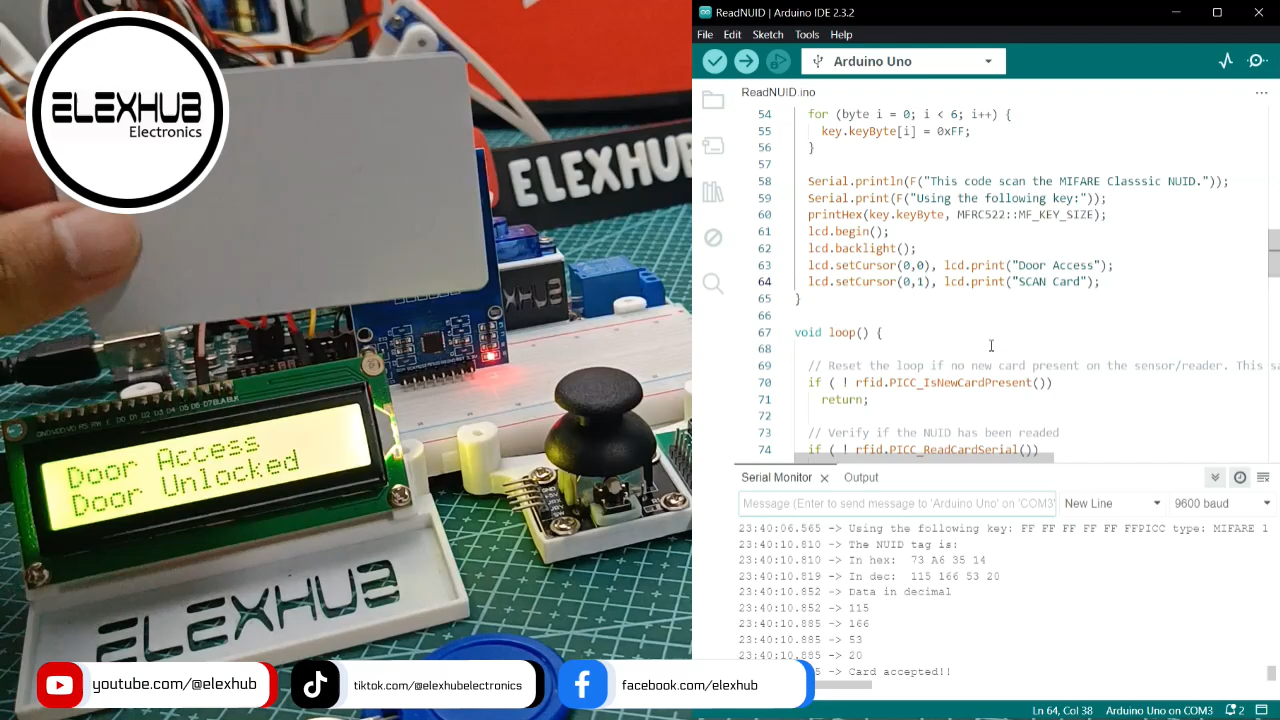 ELEXHUB
Electronics
ELEXHUB
Door Access
Door Unlocked
ELEXHUB
youtube.com/@elexhub
tiktok.com/@elexhubelectronics
facebook.com/elexhub
ReadNUID | Arduino IDE 2.3.2
File Edit Sketch Tools Help
Arduino Uno
ReadNUID.ino
54 for (byte i = 0; i < 6; i++) {
55 key.keyByte[i] = 0xFF;
56 }
57
58 Serial.println(F("This code scan the MIFARE Classsic NUID."));
59 Serial.print(F("Using the following key:"));
60 printHex(key.keyByte, MFRC522::MF_KEY_SIZE);
61 lcd.begin();
62 lcd.backlight();
63 lcd.setCursor(0,0), lcd.print("Door Access");
64 lcd.setCursor(0,1), lcd.print("SCAN Card");
65 }
66
67 void loop() {
68
69 // Reset the loop if no new card present on the sensor/reader. This sa
70 if ( ! rfid.PICC_IsNewCardPresent())
71 return;
72
73 // Verify if the NUID has been readed
74 if ( ! rfid.PICC_ReadCardSerial())
Serial Monitor Output
Message (Enter to send message to 'Arduino Uno' on 'COM3' New Line 9600 baud
23:40:06.565 -> Using the following key: FF FF FF FF FF FFPICC type: MIFARE 1
23:40:10.810 -> The NUID tag is:
23:40:10.810 -> In hex: 73 A6 35 14
23:40:10.819 -> In dec: 115 166 53 20
23:40:10.852 -> Data in decimal
23:40:10.852 -> 115
23:40:10.885 -> 166
23:40:10.885 -> 53
23:40:10.885 -> 20
5 -> Card accepted!!
Ln 64, Col 38 Arduino Uno on COM3 2